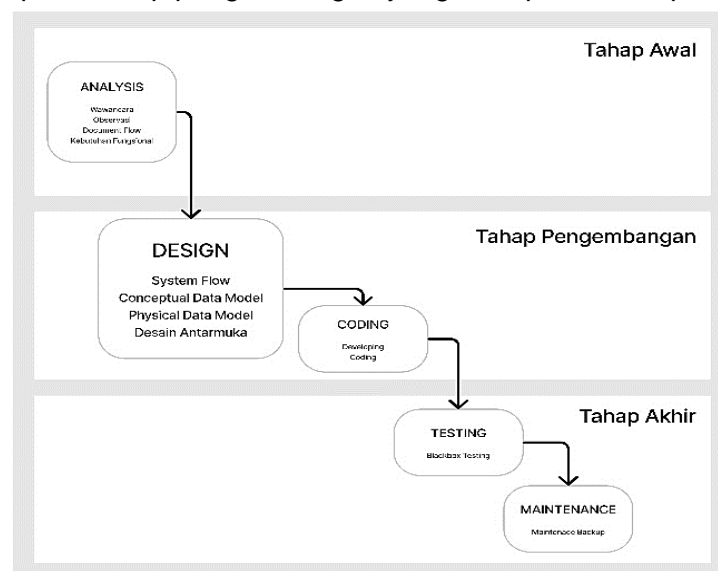 Tahap Awal
ANALYSIS
Wawancara
Observasi
Document Flow
Kebutuhan Fungsional
Tahap Pengembangan
DESIGN
System Flow
Conceptual Data Model
Physical Data Model
Desain Antarmuka
CODING
Developing
Coding
Tahap Akhir
TESTING
Blackbox Testing
MAINTENANCE
Maintenace Backup